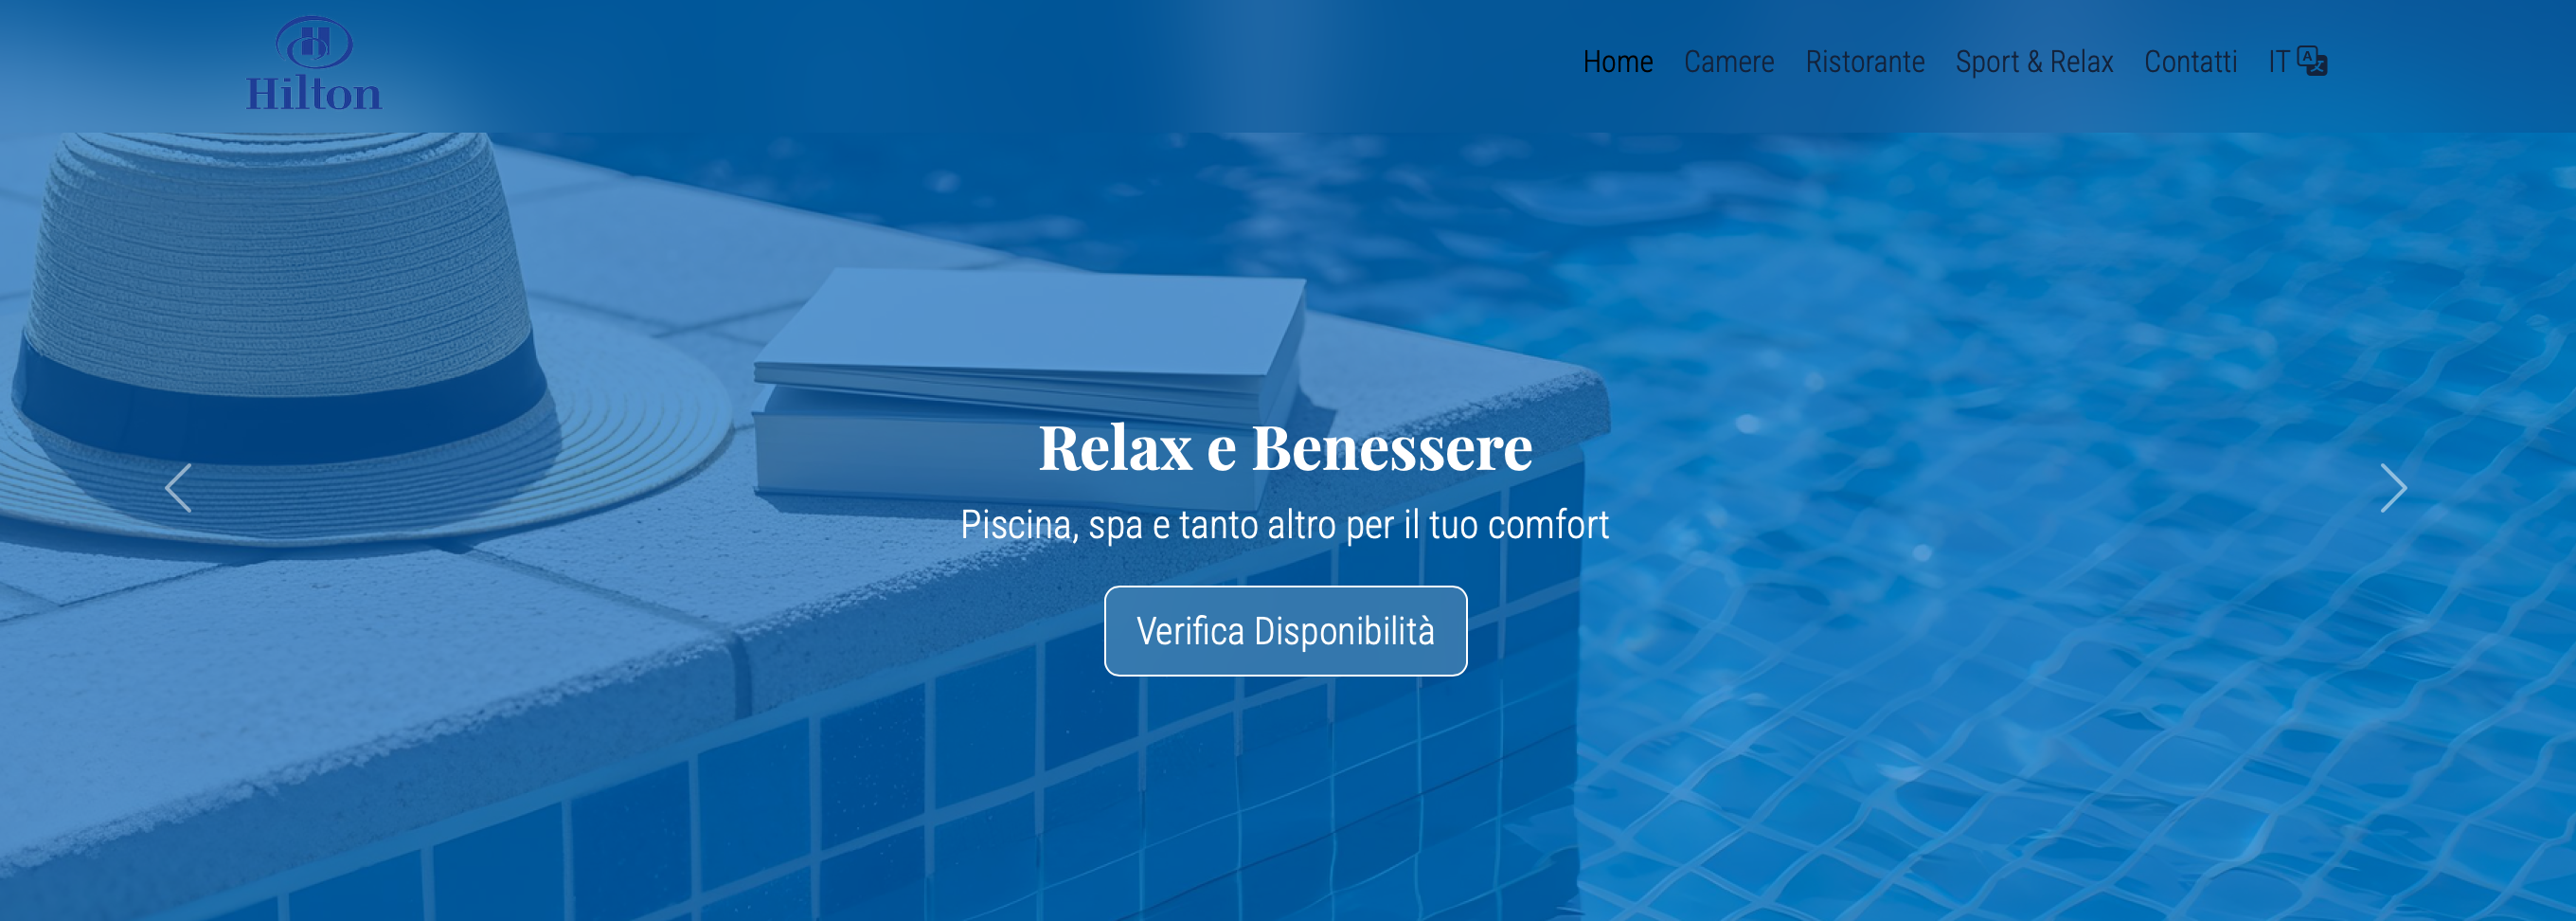 Hilton
Home Camere Ristorante Sport & Relax Contatti IT
Relax e Benessere
Piscina, spa e tanto altro per il tuo comfort
Verifica Disponibilità